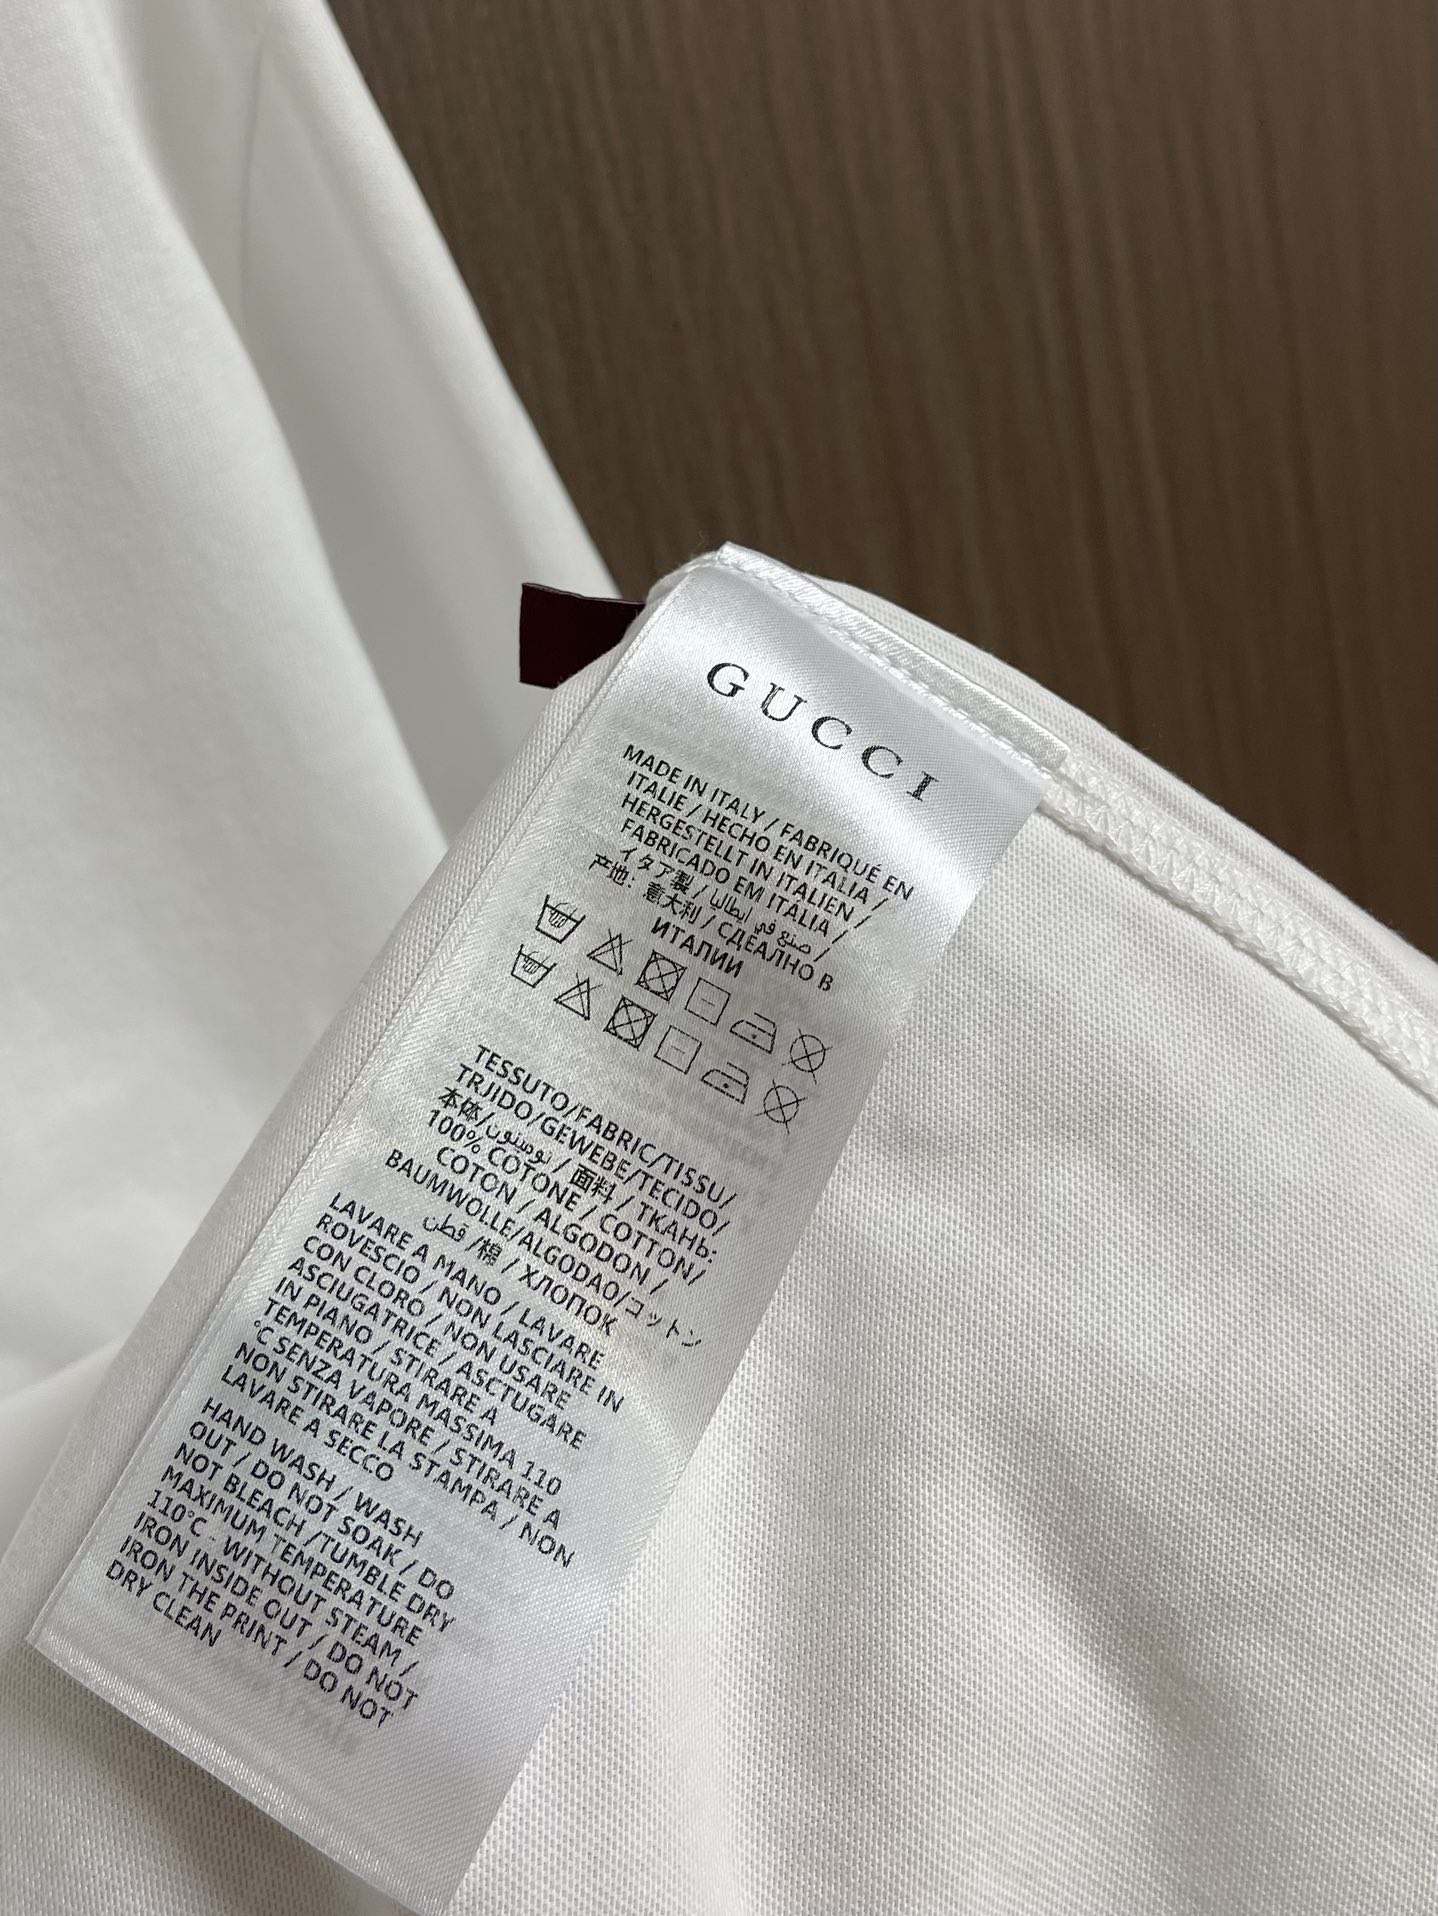 GUCCI
MADE IN ITALY / FABRIQUÉ EN
ITALIE / HECHO EN ITALIA /
HERGESTELLT IN ITALIEN /
FABRICADO EM ITALIA /
イタア製 / صنع في ايطاليا /
产地：意大利 / СДЕАЛНО В
ИТАЛИИ
TESSUTO/FABRIC/TISSU/
TRJIDO/GEWEBE/TECIDO/
本体/نومتنوت / 面料 / ТКАНЬ:
100% COTONE / COTTON/
COTON / ALGODON /
BAUMWOLLE/ALGODAO/コットン
قطن /棉 / ХЛОПОК
LAVARE A MANO / LAVARE
ROVESCIO / NON LASCIARE IN
CON CLORO / NON USARE
ASCIUGATRICE / ASCTUGARE
IN PIANO / STIRARE A
TEMPERATURA MASSIMA 110
°C SENZA VAPORE / STIRARE A
NON STIRARE LA STAMPA / NON
LAVARE A SECCO
HAND WASH / WASH
OUT / DO NOT SOAK / DO
NOT BLEACH /TUMBLE DRY
MAXIMUM TEMPERATURE
110°C - WITHOUT STEAM /
IRON INSIDE OUT / DO NOT
IRON THE PRINT / DO NOT
DRY CLEAN